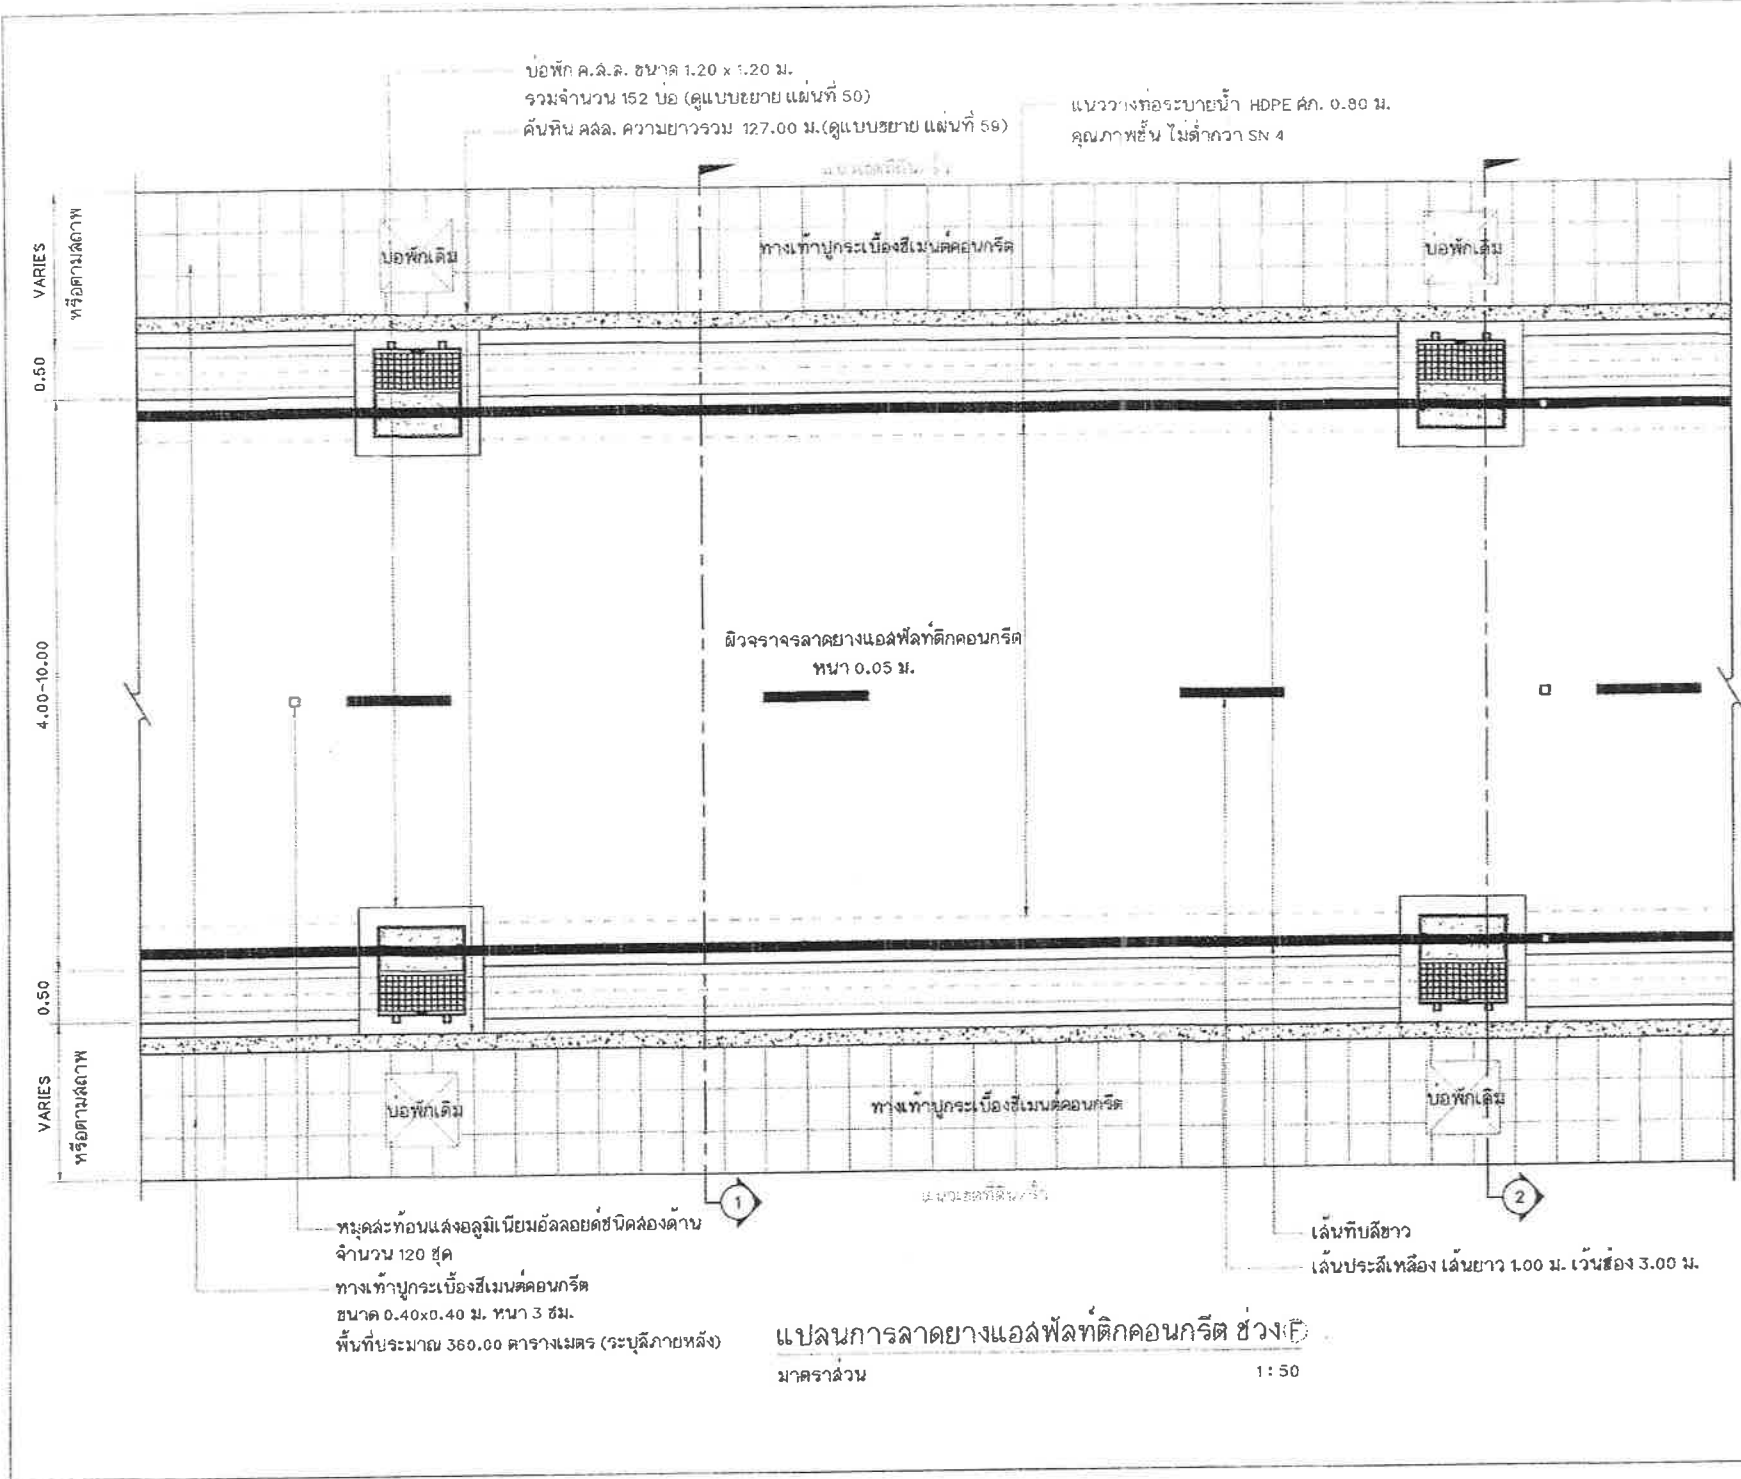 บ่อพัก ค.ส.ล. ขนาด 1.20 x 1.20 ม.
รวมจำนวน 152 บ่อ (ดูแบบขยาย แผ่นที่ 50)
คันหิน คสล. ความยาวรวม 127.00 ม.(ดูแบบขยาย แผ่นที่ 59)
แนววางท่อระบายน้ำ HDPE ศก. 0.80 ม.
คุณภาพชั้น ไม่ต่ำกว่า SN 4
แนวเขตที่ดิน/รั้ว
VARIES
หรือตามสภาพ
บ่อพักเดิม
ทางเท้าปูกระเบื้องซีเมนต์คอนกรีต
บ่อพักเดิม
0.50
ผิวจราจรลาดยางแอสฟัลท์ติกคอนกรีต
หนา 0.05 ม.
4.00-10.00
0.50
VARIES
หรือตามสภาพ
บ่อพักเดิม
ทางเท้าปูกระเบื้องซีเมนต์คอนกรีต
บ่อพักเดิม
แนวเขตที่ดิน/รั้ว
1
2
หมุดสะท้อนแสงอลูมิเนียมอัลลอยด์ชนิดสองด้าน
จำนวน 120 ชุด
ทางเท้าปูกระเบื้องซีเมนต์คอนกรีต
ขนาด 0.40x0.40 ม. หนา 3 ซม.
พื้นที่ประมาณ 360.00 ตารางเมตร (ระบุสีภายหลัง)
เส้นทึบสีขาว
เส้นประสีเหลือง เส้นยาว 1.00 ม. เว้นช่อง 3.00 ม.
แปลนการลาดยางแอสฟัลท์ติกคอนกรีต ช่วง F
มาตราส่วน 1 : 50